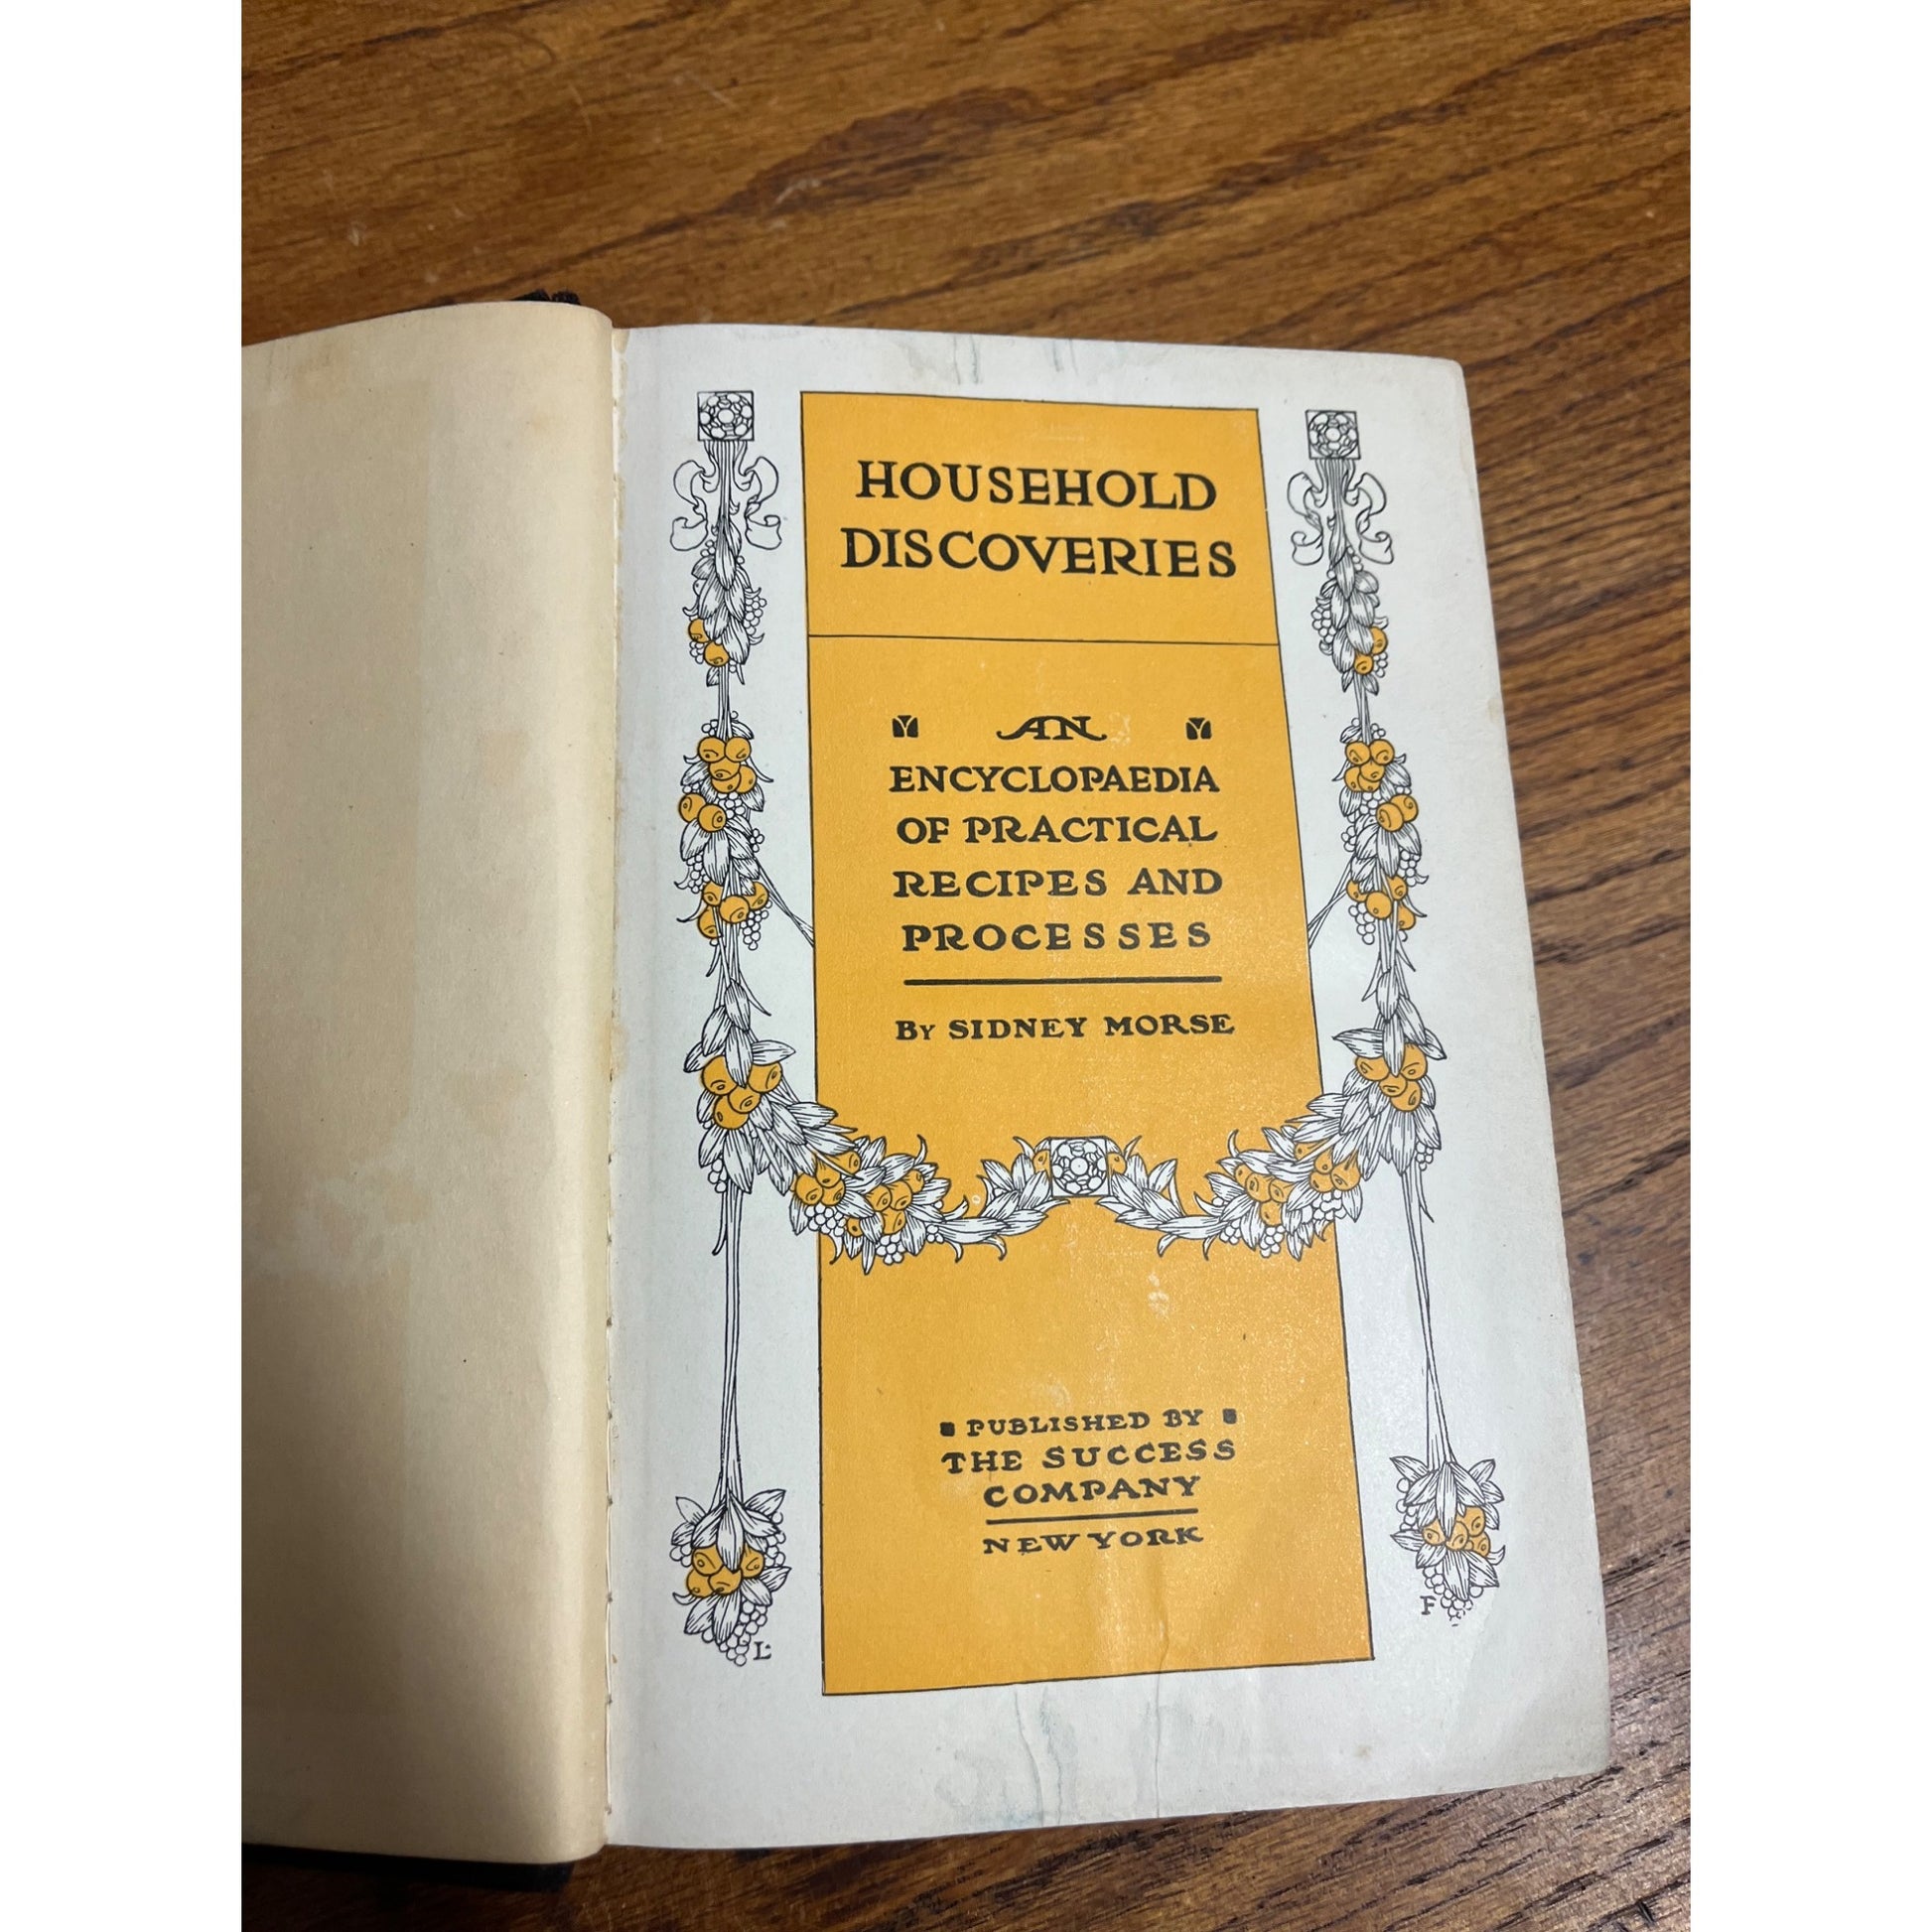 HOUSEHOLD
DISCOVERIES
AN
ENCYCLOPAEDIA
OF PRACTICAL
RECIPES AND
PROCESSES
BY SIDNEY MORSE
PUBLISHED BY
THE SUCCESS
COMPANY
NEW YORK
F
L